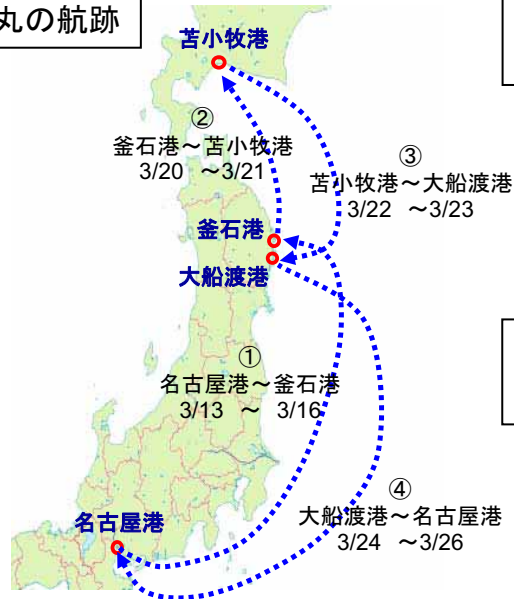 丸の航跡
苫小牧港
②
釜石港～苫小牧港
3/20 ～3/21
③
苫小牧港～大船渡港
3/22 ～3/23
釜石港
大船渡港
①
名古屋港～釜石港
3/13 ～ 3/16
④
大船渡港～名古屋港
3/24 ～3/26
名古屋港